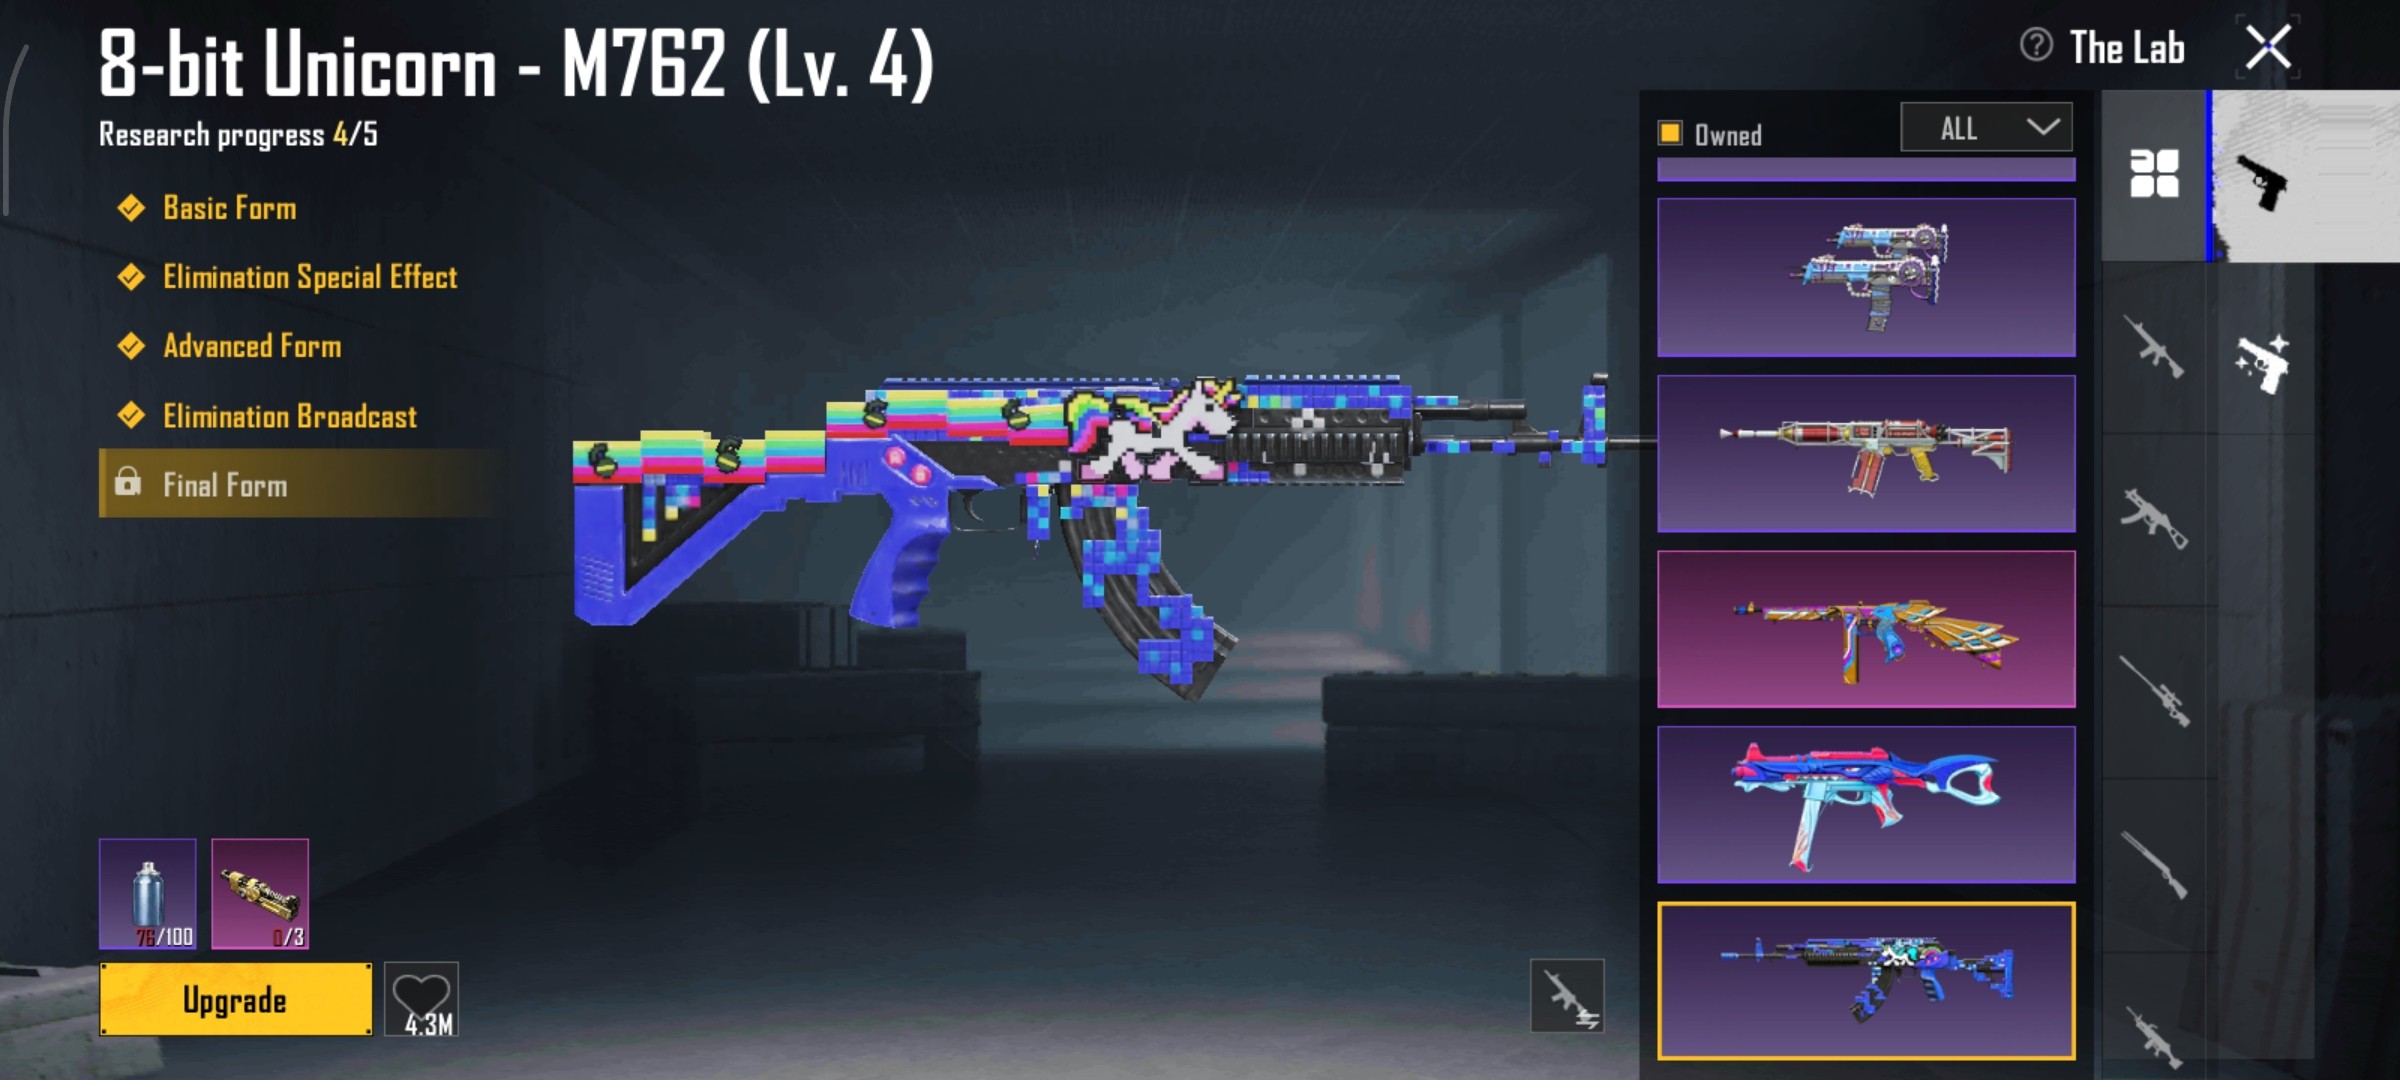 8-bit Unicorn - M762 (Lv. 4)
Research progress 4/5
Basic Form
Elimination Special Effect
Advanced Form
Elimination Broadcast
Final Form
76/100
0/3
Upgrade
4.3M
The Lab
Owned
ALL